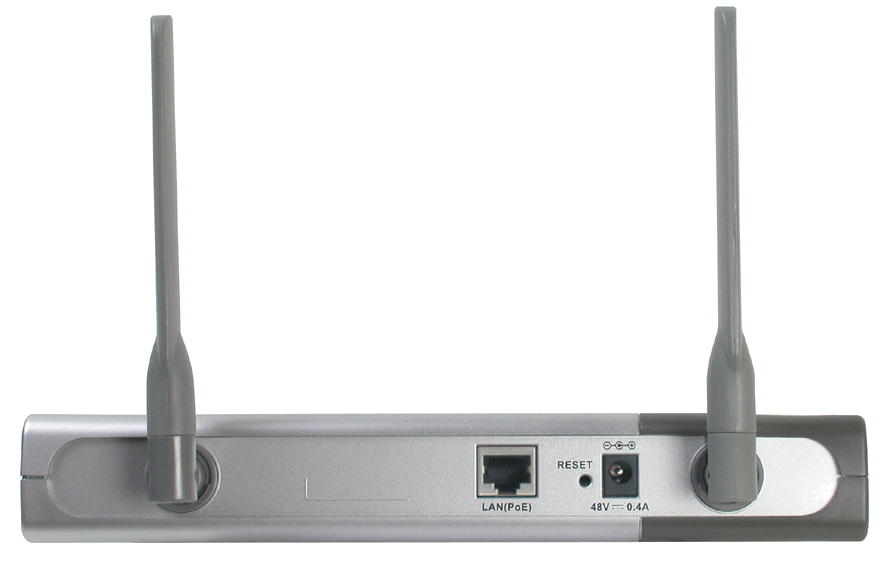 RESET
LAN(PoE)
48V⎓0.4A